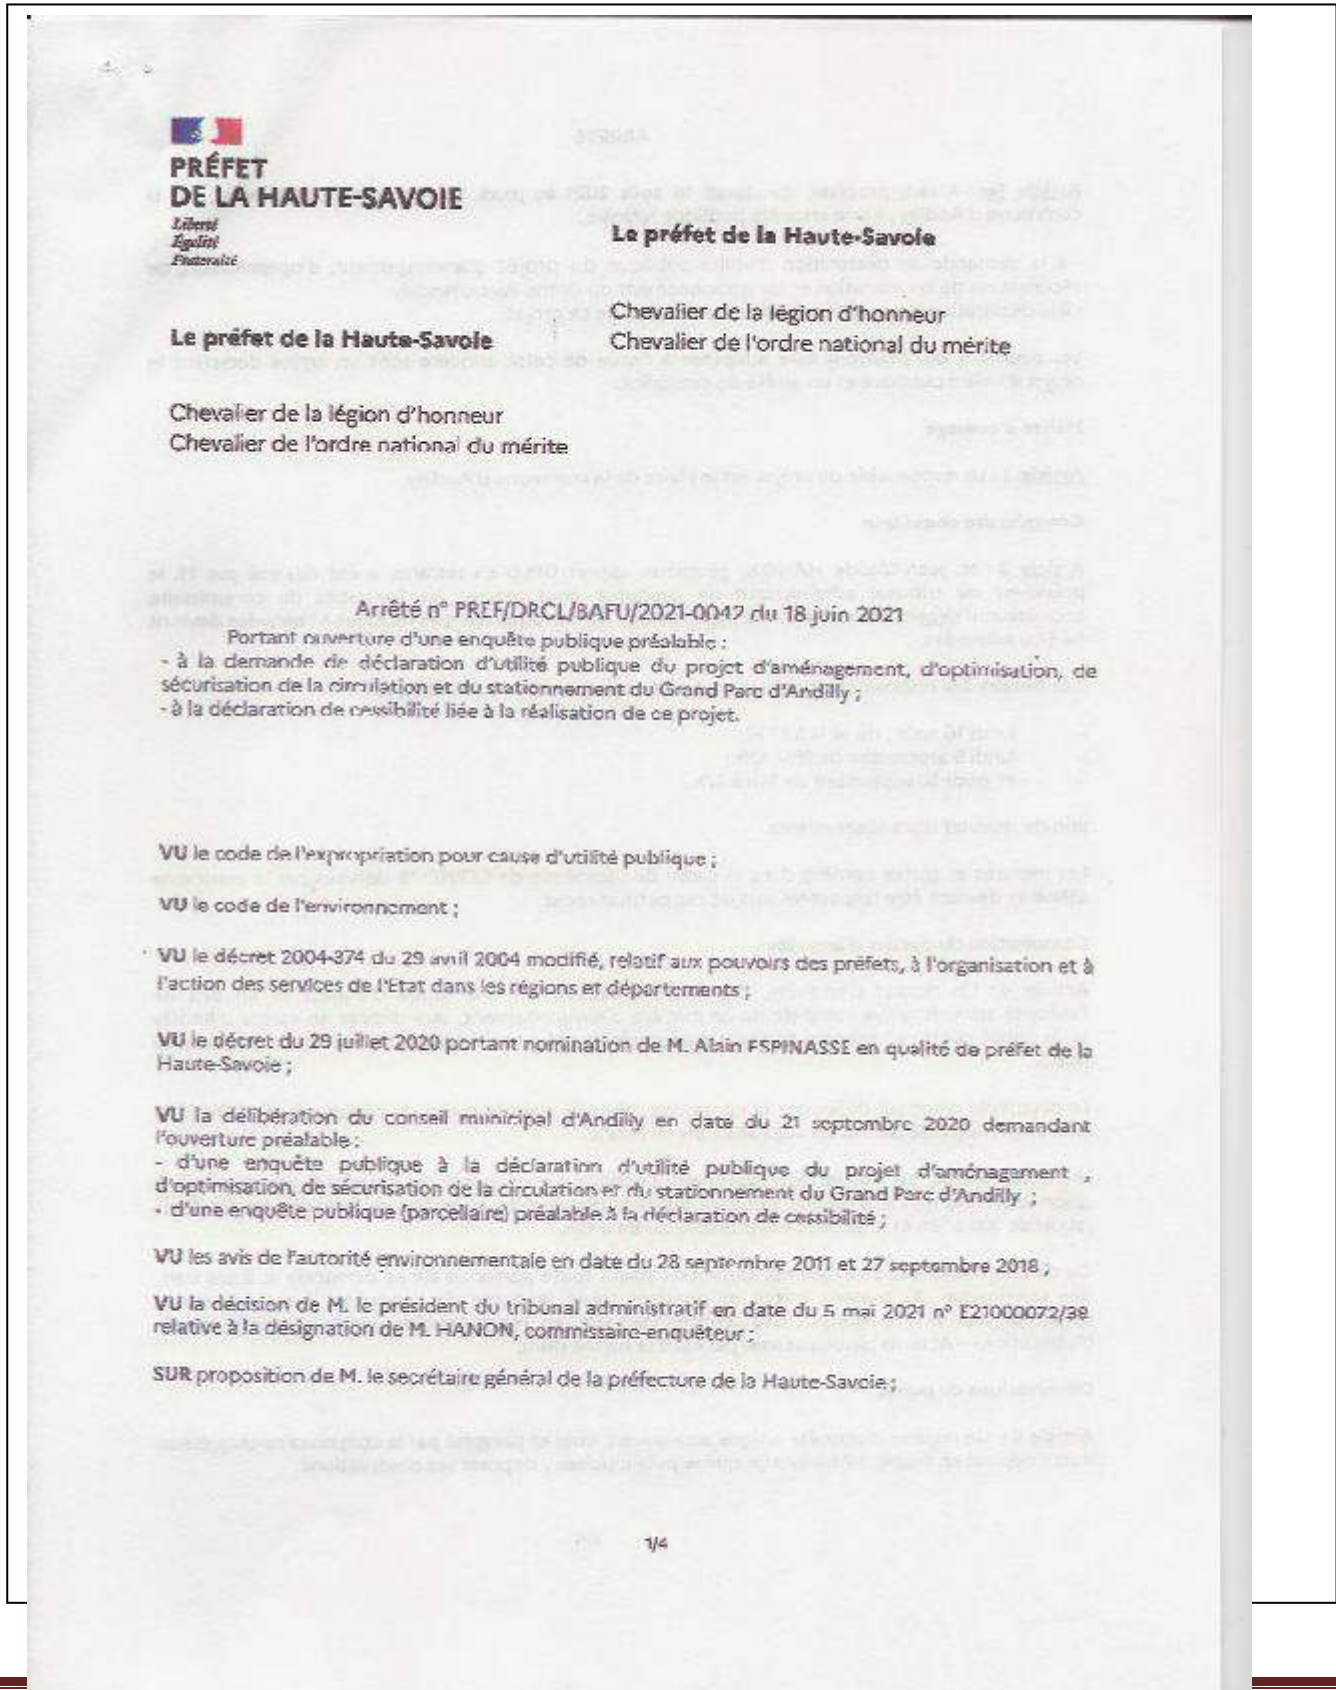 PRÉFET
DE LA HAUTE-SAVOIE
Liberté
Égalité
Fraternité
Le préfet de la Haute-Savoie
Chevalier de la légion d'honneur
Chevalier de l'ordre national du mérite
Le préfet de la Haute-Savoie
Chevalier de la légion d'honneur
Chevalier de l'ordre national du mérite
Arrêté n° PREF/DRCL/BAFU/2021-0042 du 18 juin 2021
Portant ouverture d'une enquête publique préalable :
- à la demande de déclaration d'utilité publique du projet d'aménagement, d'optimisation, de
sécurisation de la circulation et du stationnement du Grand Parc d'Andilly ;
- à la déclaration de cessibilité liée à la réalisation de ce projet.
VU le code de l'expropriation pour cause d'utilité publique ;
VU le code de l'environnement ;
VU le décret 2004-374 du 29 avril 2004 modifié, relatif aux pouvoirs des préfets, à l'organisation et à
l'action des services de l'Etat dans les régions et départements ;
VU le décret du 29 juillet 2020 portant nomination de M. Alain ESPINASSE en qualité de préfet de la
Haute-Savoie ;
VU la délibération du conseil municipal d'Andilly en date du 21 septembre 2020 demandant
l'ouverture préalable :
- d'une enquête publique à la déclaration d'utilité publique du projet d'aménagement ,
d'optimisation, de sécurisation de la circulation et du stationnement du Grand Parc d'Andilly ;
- d'une enquête publique (parcellaire) préalable à la déclaration de cessibilité ;
VU les avis de l'autorité environnementale en date du 28 septembre 2011 et 27 septembre 2018 ;
VU la décision de M. le président du tribunal administratif en date du 5 mai 2021 n° E21000072/38
relative à la désignation de M. HANON, commissaire-enquêteur ;
SUR proposition de M. le secrétaire général de la préfecture de la Haute-Savoie ;
1/4